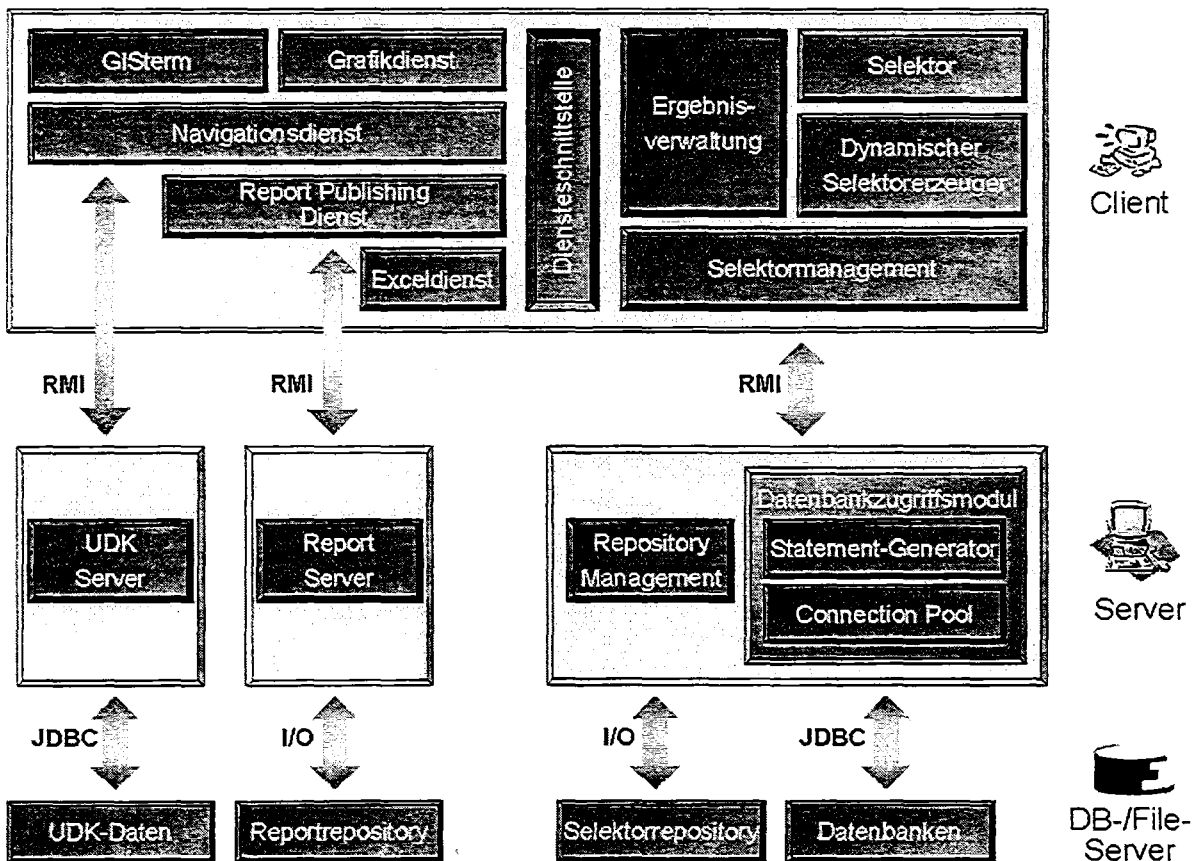 GISterm
Grafikdienst
Navigationsdienst
Report Publishing
Dienst
Exceldienst
Diensteschnittstelle
Ergebnis-
verwaltung
Selektor
Dynamischer
Selektorerzeuger
Selektormanagement
Client
RMI
RMI
RMI
UDK
Server
Report
Server
Repository
Management
Datenbankzugriffsmodul
Statement-Generator
Connection Pool
Server
JDBC
I/O
I/O
JDBC
UDK-Daten
Reportrepository
Selektorrepository
Datenbanken
DB-/File-
Server